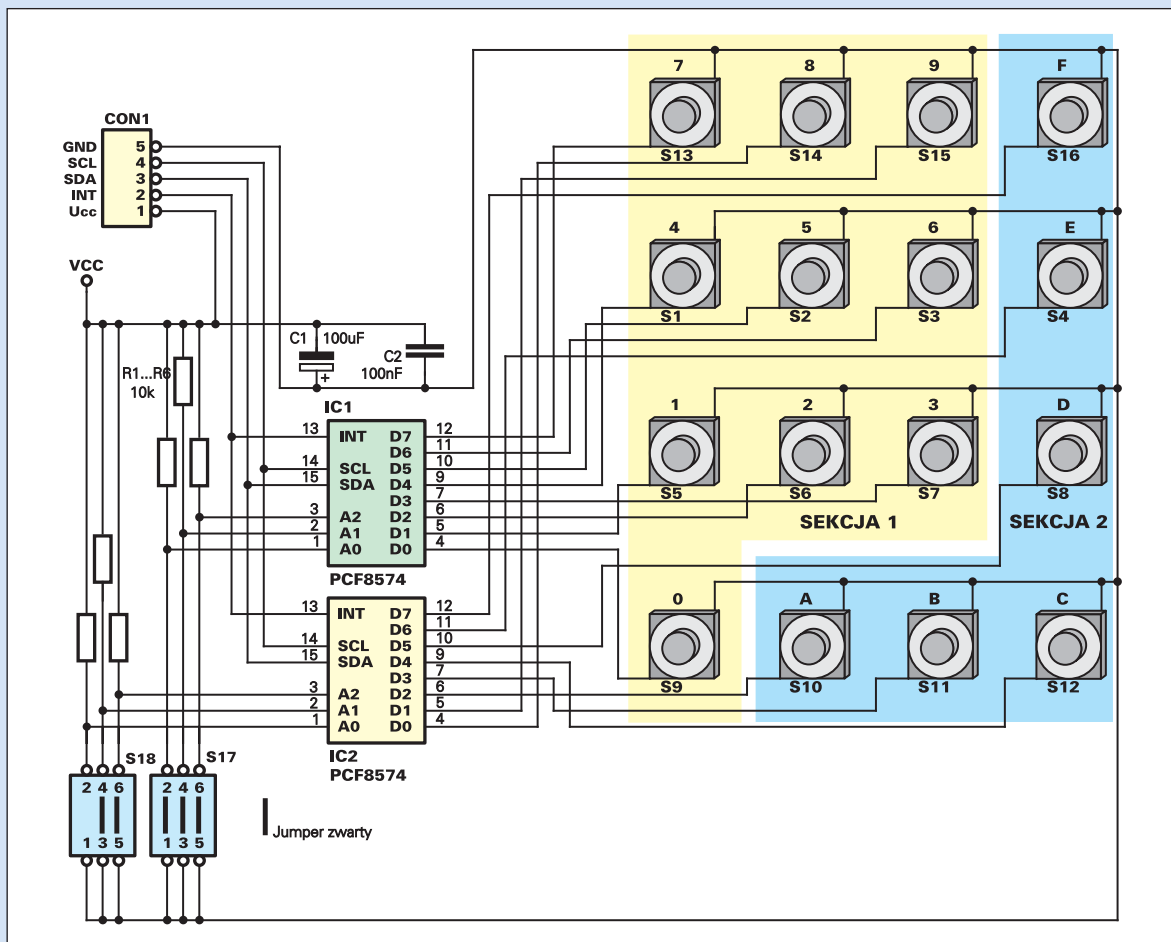 7 8 9 F
S13 S14 S15 S16
CON1
GND 5
SCL 4
SDA 3
INT 2
Ucc 1
4 5 6 E
S1 S2 S3 S4
VCC
C1 100uF
C2
100nF
R1...R6
10k
1 2 3 D
S5 S6 S7 S8
SEKCJA 1 SEKCJA 2
IC1
13 INT D7 12
D6 11
14 SCL D5 10
15 SDA D4 9
D3 7
3 A2 D2 6
2 A1 D1 5
1 A0 D0 4
PCF8574
0 A B C
S9 S10 S11 S12
13 INT D7 12
D6 11
14 SCL D5 10
15 SDA D4 9
D3 7
3 A2 D2 6
2 A1 D1 5
1 A0 D0 4
IC2
PCF8574
S18 S17
2 4 6 2 4 6
1 3 5 1 3 5
Jumper zwarty